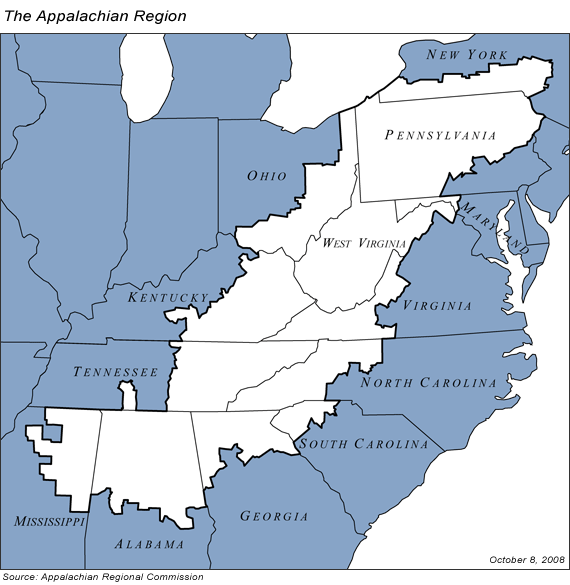 The Appalachian Region
NEW YORK
PENNSYLVANIA
OHIO
MARYLAND
WEST VIRGINIA
KENTUCKY
VIRGINIA
TENNESSEE
NORTH CAROLINA
SOUTH CAROLINA
MISSISSIPPI
GEORGIA
ALABAMA
October 8, 2008
Source: Appalachian Regional Commission